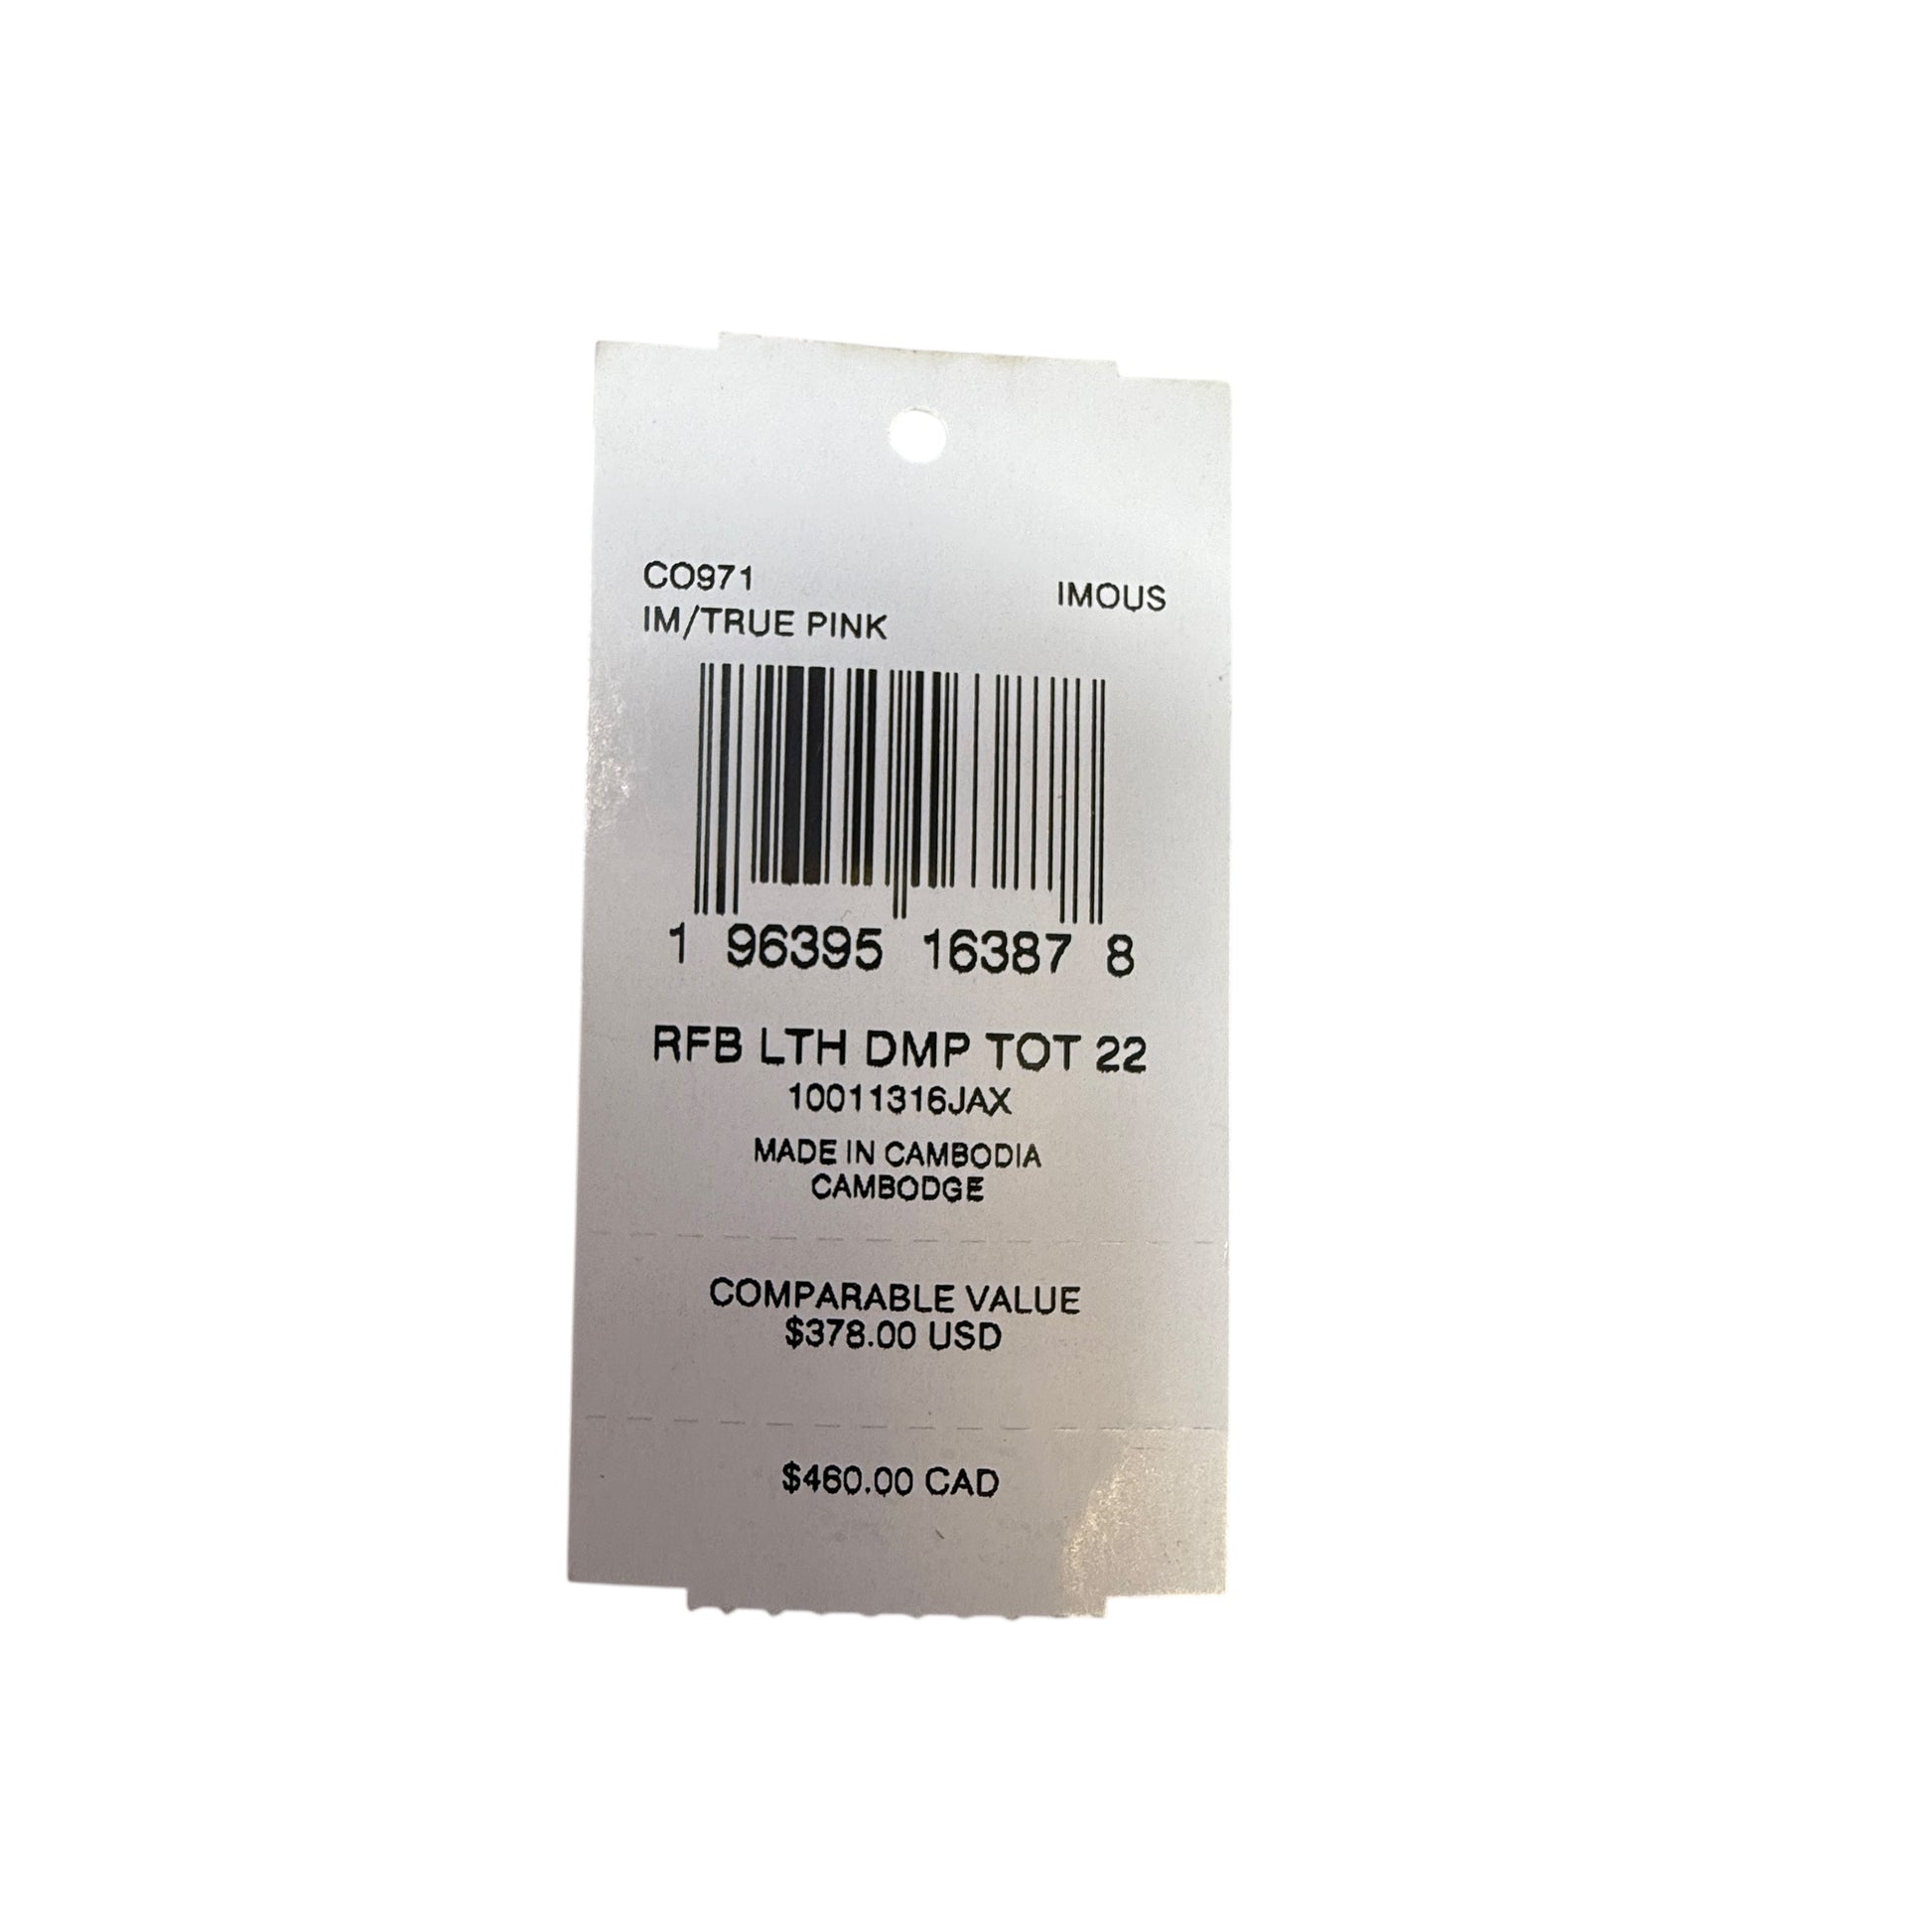 CO971
IMOUS
IM/TRUE PINK
1 96395 16387 8
RFB LTH DMP TOT 22
10011316JAX
MADE IN CAMBODIA
CAMBODGE
COMPARABLE VALUE
$378.00 USD
$460.00 CAD